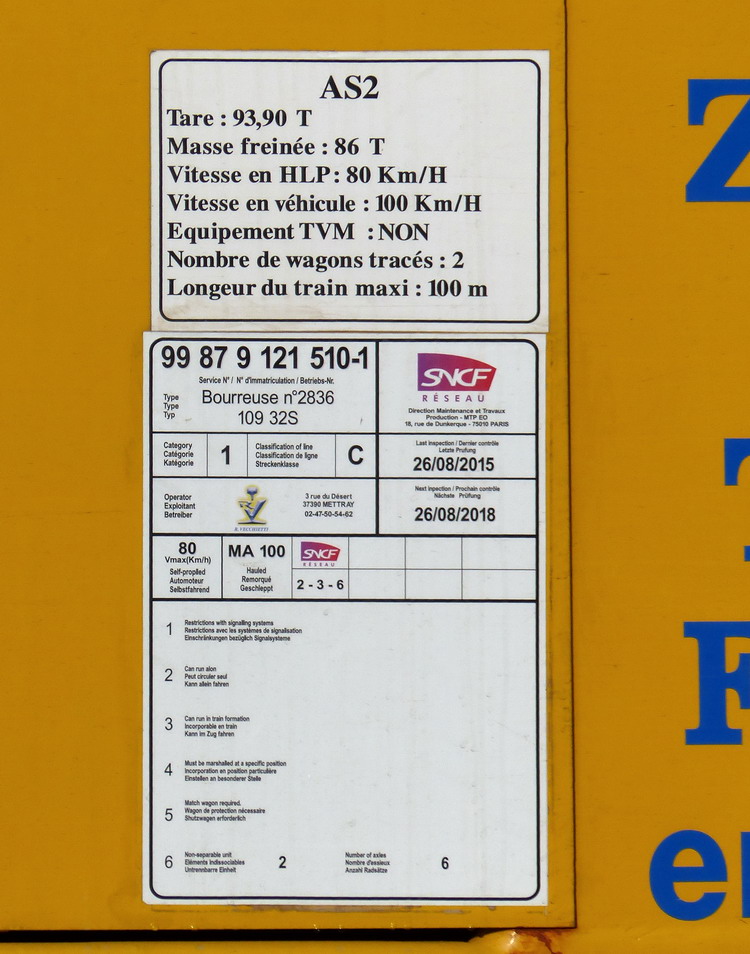 AS2
Tare : 93,90 T
Masse freinée : 86 T
Vitesse en HLP: 80 Km/H
Vitesse en véhicule : 100 Km/H
Equipement TVM : NON
Nombre de wagons tracés : 2
Longeur du train maxi : 100 m
99 87 9 121 510-1
Service N° / N° d'immatriculation / Betriebs-Nr.
Type
Type
Typ
Bourreuse n°2836
109 32S
SNCF
RÉSEAU
Direction Maintenance et Travaux
Production - MTP EO
18, rue de Dunkerque - 75010 PARIS
Category
Catégorie
Kategórie
1
Classification of line
Classification de ligne
Streckenklasse
C
Last inspection / Dernier contrôle
Letzte Prüfung
26/08/2015
Operator
Exploitant
Betreiber
B. VECCHIETTI
3 rue du Désert
37390 METTRAY
02-47-50-54-62
Next inpection / Prochain contrôle
Nächste Prüfung
26/08/2018
80
Vmax(Km/h)
Self-proplled
Automoteur
Selbstfahrend
MA 100
Hauled
Remorqué
Geschleppt
SNCF
RÉSEAU
2 - 3 - 6
1
Restrictions with signalling systems
Restrictions avec les systèmes de signalisation
Einschränkungen bezüglich Signalsysteme
2
Can run alon
Peut circuler seul
Kann allein fahren
3
Can run in train formation
Incorporable en train
Kann im Zug fahren
4
Must be marshalled at a specific position
Incorporation en position particulière
Einstellen an besonderer Stelle
5
Match wagon required.
Wagon de protection nécessaire
Shutzwagen erforderlich
6
Non-separable unit
Eléments indissociables
Untrennbarre Einheit
2
Number of axles
Nombre d'essieux
Anzahl Radsätze
6
Z
F
e